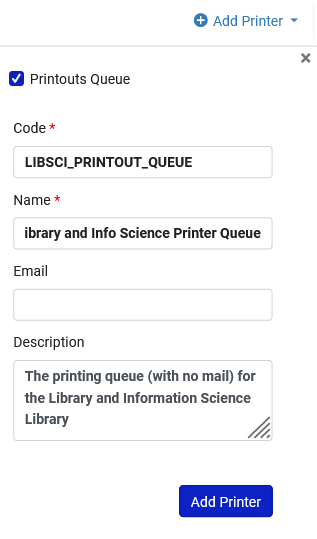 Add Printer
Printouts Queue
Code *
LIBSCI_PRINTOUT_QUEUE
Name *
ibrary and Info Science Printer Queue
Email
Description
The printing queue (with no mail) for
the Library and Information Science
Library
Add Printer